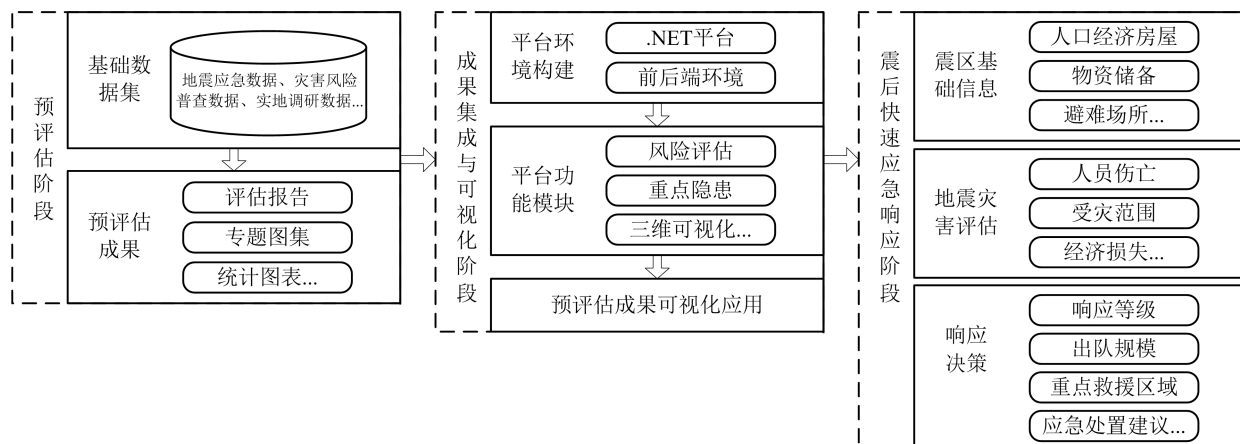 预评估阶段
基础数
据集
地震应急数据、灾害风险
普查数据、实地调研数据...
预评估
成果
评估报告
专题图集
统计图表...
成果集成与可视化阶段
平台环
境构建
.NET平台
前后端环境
平台功
能模块
风险评估
重点隐患
三维可视化...
预评估成果可视化应用
震后快速应急响应阶段
震区基
础信息
人口经济房屋
物资储备
避难场所...
地震灾
害评估
人员伤亡
受灾范围
经济损失...
响应
决策
响应等级
出队规模
重点救援区域
应急处置建议...